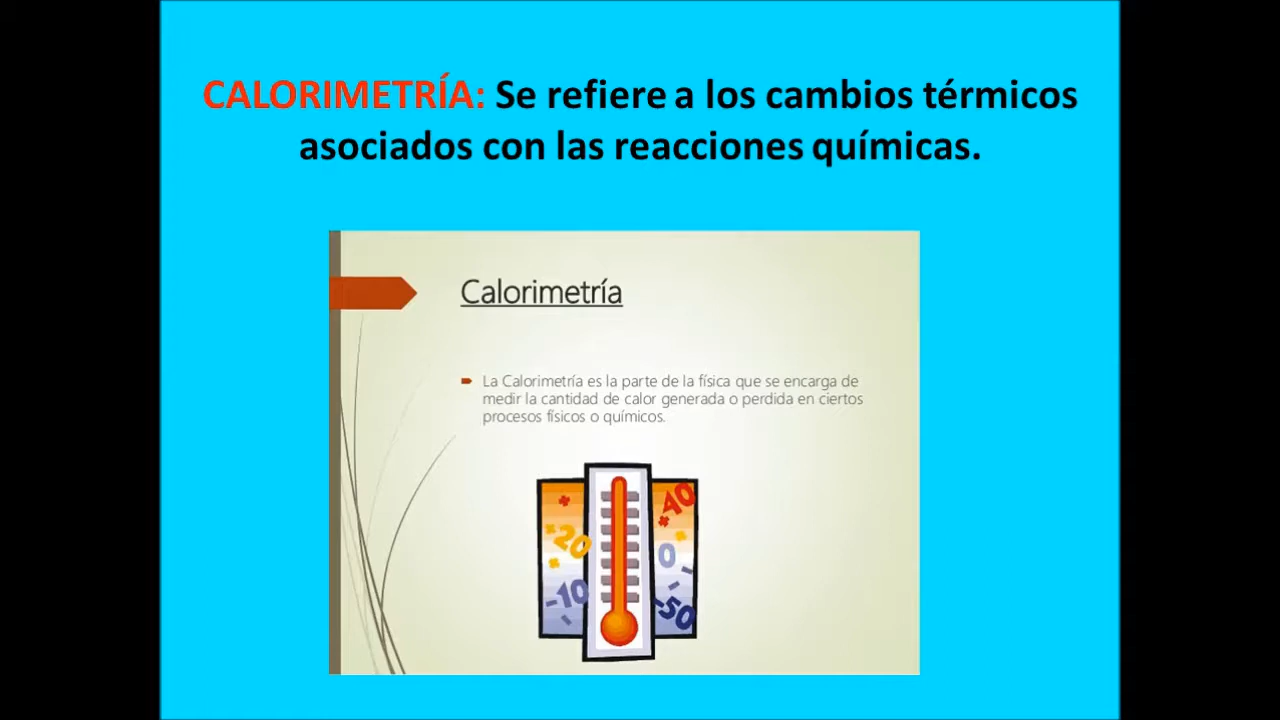 CALORIMETRÍA: Se refiere a los cambios térmicos
asociados con las reacciones químicas.
Calorimetría
La Calorimetría es la parte de la física que se encarga de
medir la cantidad de calor generada o perdida en ciertos
procesos físicos o químicos.
+40
+20
0
-10
-50